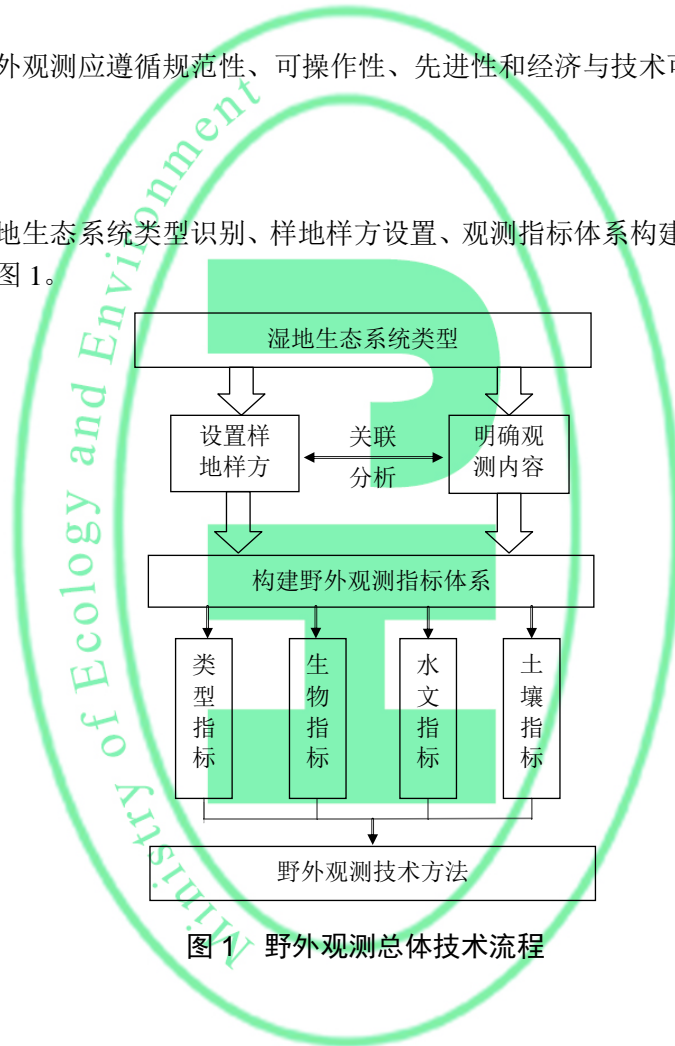 外观测应遵循规范性、可操作性、先进性和经济与技术可
地生态系统类型识别、样地样方设置、观测指标体系构建
图 1。
湿地生态系统类型
设置样
地样方
关联
分析
明确观
测内容
构建野外观测指标体系
类型指标
生物指标
水文指标
土壤指标
野外观测技术方法
图 1 野外观测总体技术流程
Ministry of Ecology and Environment